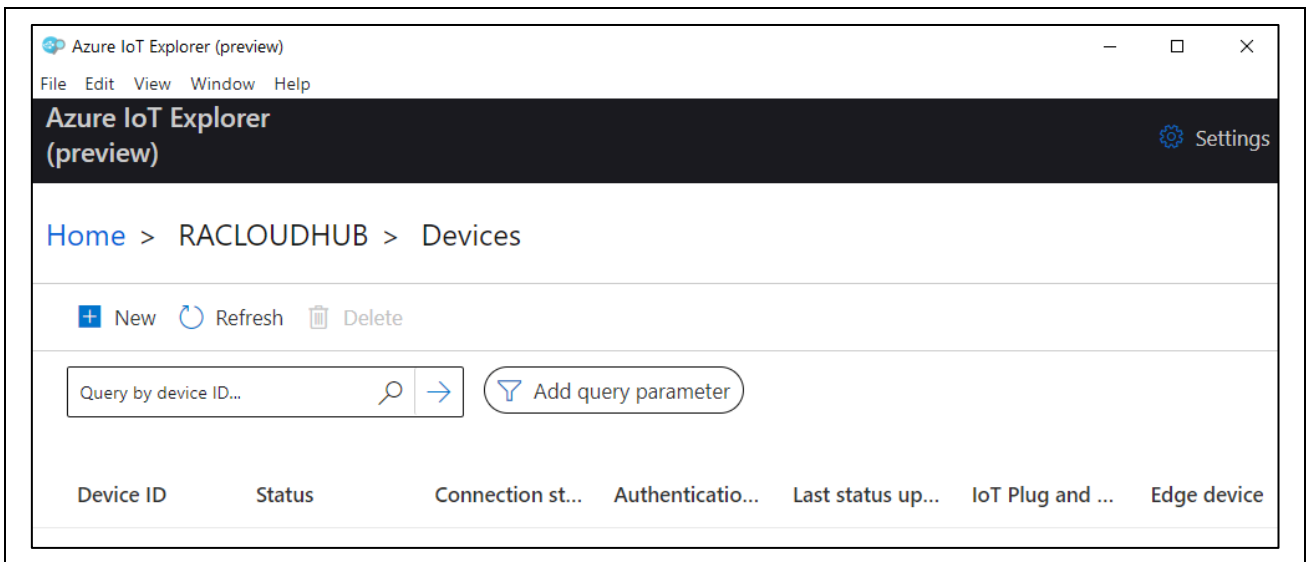 Azure IoT Explorer (preview)
File Edit View Window Help
Azure IoT Explorer
(preview)
Settings
Home > RACLOUDHUB > Devices
New Refresh Delete
Query by device ID... Add query parameter
Device ID Status Connection st... Authenticatio... Last status up... IoT Plug and ... Edge device